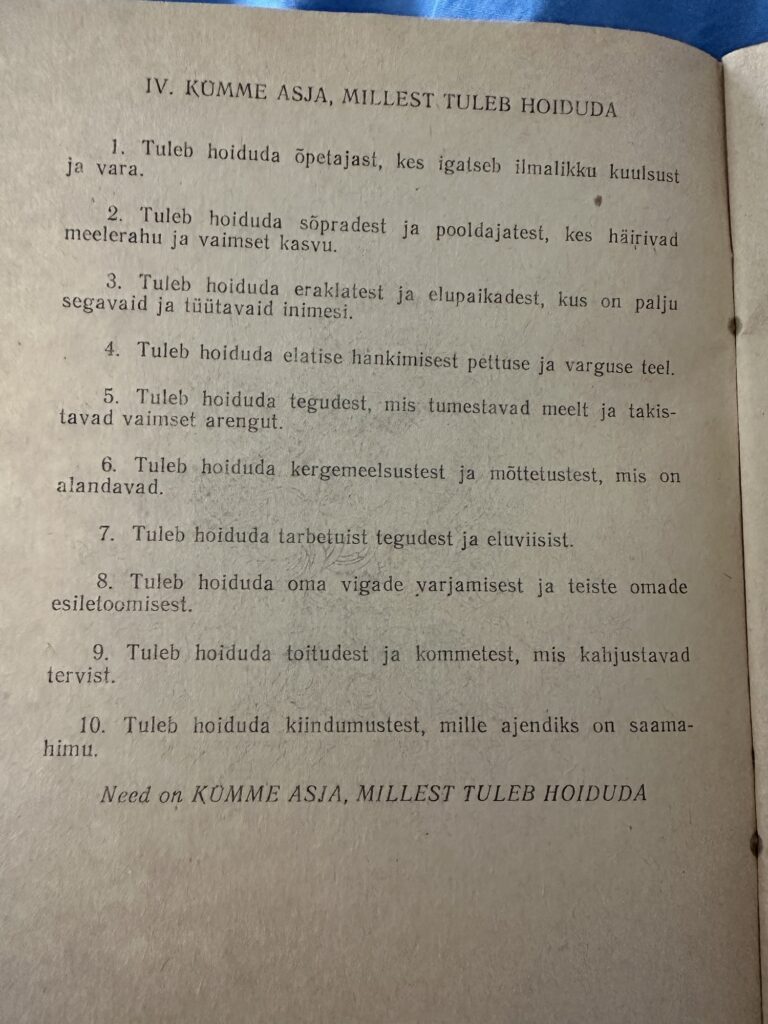 IV. KÜMME ASJA, MILLEST TULEB HOIDUDA
1. Tuleb hoiduda õpetajast, kes igatseb ilmalikku kuulsust
ja vara.
2. Tuleb hoiduda sõpradest ja pooldajatest, kes häirivad
meelerahu ja vaimset kasvu.
3. Tuleb hoiduda eraklatest ja elupaikadest, kus on palju
segavaid ja tüütavaid inimesi.
4. Tuleb hoiduda elatise hankimisest pettuse ja varguse teel.
5. Tuleb hoiduda tegudest, mis tumestavad meelt ja takis-
tavad vaimset arengut.
6. Tuleb hoiduda kergemeelsustest ja mõttetustest, mis on
alandavad.
7. Tuleb hoiduda tarbetuist tegudest ja eluviisist.
8. Tuleb hoiduda oma vigade varjamisest ja teiste omade
esiletoomisest.
9. Tuleb hoiduda toitudest ja kommetest, mis kahjustavad
tervist.
10. Tuleb hoiduda kiindumustest, mille ajendiks on saama-
himu.
Need on KÜMME ASJA, MILLEST TULEB HOIDUDA